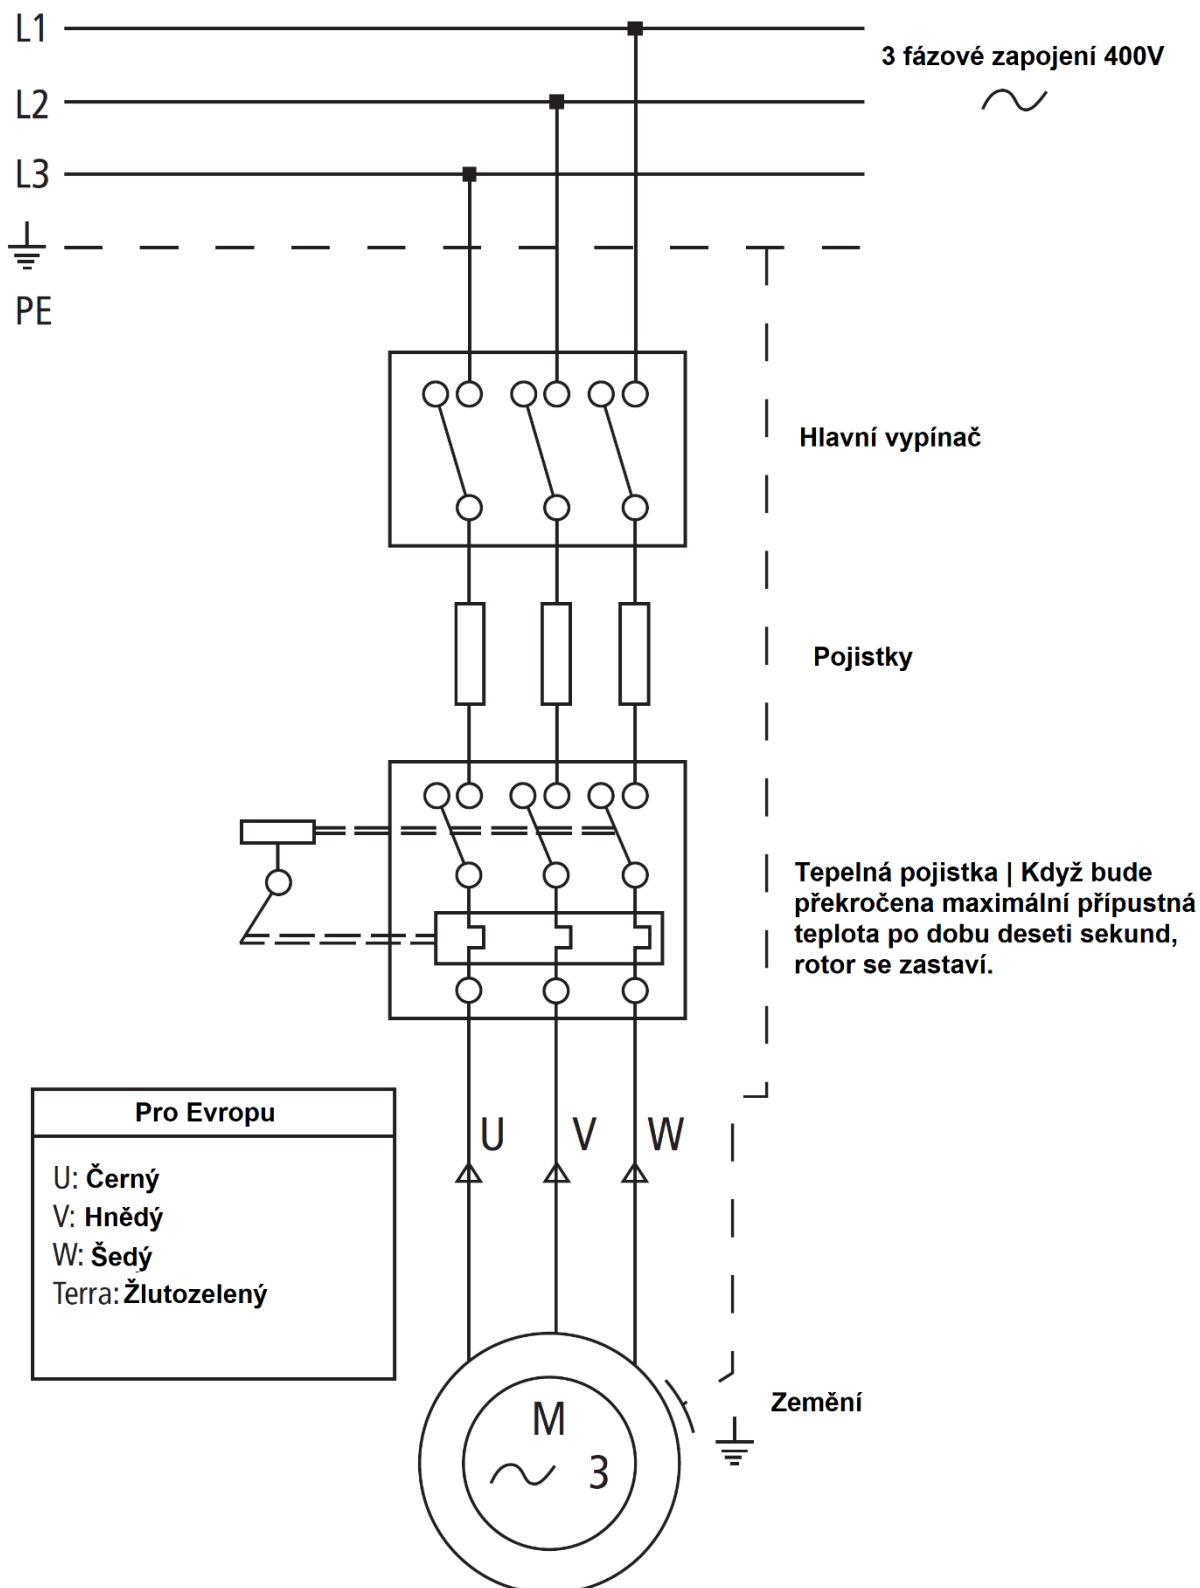 L1
3 fázové zapojení 400V
L2
L3
PE
Hlavní vypínač
Pojistky
Tepelná pojistka | Když bude
překročena maximální přípustná
teplota po dobu deseti sekund,
rotor se zastaví.
Pro Evropu
U: Černý
V: Hnědý
W: Šedý
Terra: Žlutozelený
U V W
Zemění
M
3